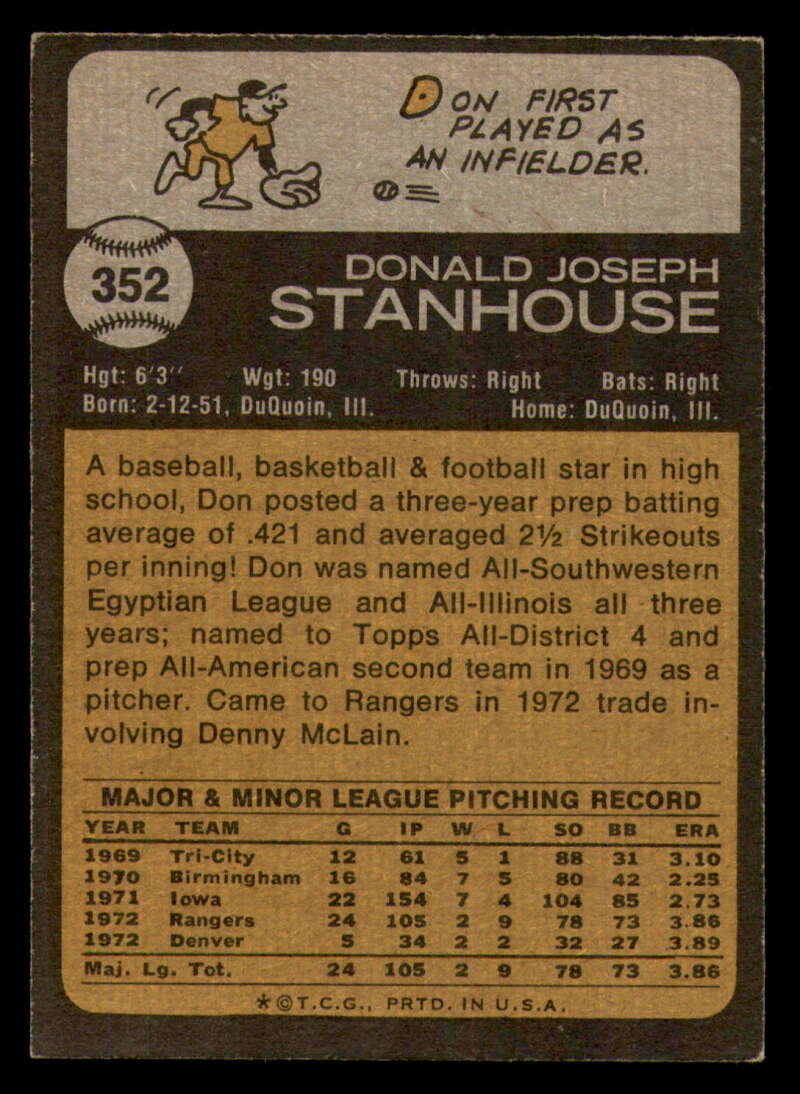 DON FIRST
PLAYED AS
AN INFIELDER.
352
DONALD JOSEPH
STANHOUSE
Hgt: 6'3" Wgt: 190 Throws: Right Bats: Right
Born: 2-12-51, DuQuoin, Ill. Home: DuQuoin, Ill.
A baseball, basketball & football star in high
school, Don posted a three-year prep batting
average of .421 and averaged 2½ Strikeouts
per inning! Don was named All-Southwestern
Egyptian League and All-Illinois all three
years; named to Topps All-District 4 and
prep All-American second team in 1969 as a
pitcher. Came to Rangers in 1972 trade in-
volving Denny McLain.
MAJOR & MINOR LEAGUE PITCHING RECORD
YEAR TEAM G IP W L SO BB ERA
1969 Tri-City 12 61 5 1 88 31 3.10
1970 Birmingham 16 84 7 5 80 42 2.25
1971 Iowa 22 154 7 4 104 85 2.73
1972 Rangers 24 105 2 9 78 73 3.86
1972 Denver 5 34 2 2 32 27 3.89
Maj. Lg. Tot. 24 105 2 9 78 73 3.86
*©T.C.G., PRTD. IN U.S.A.